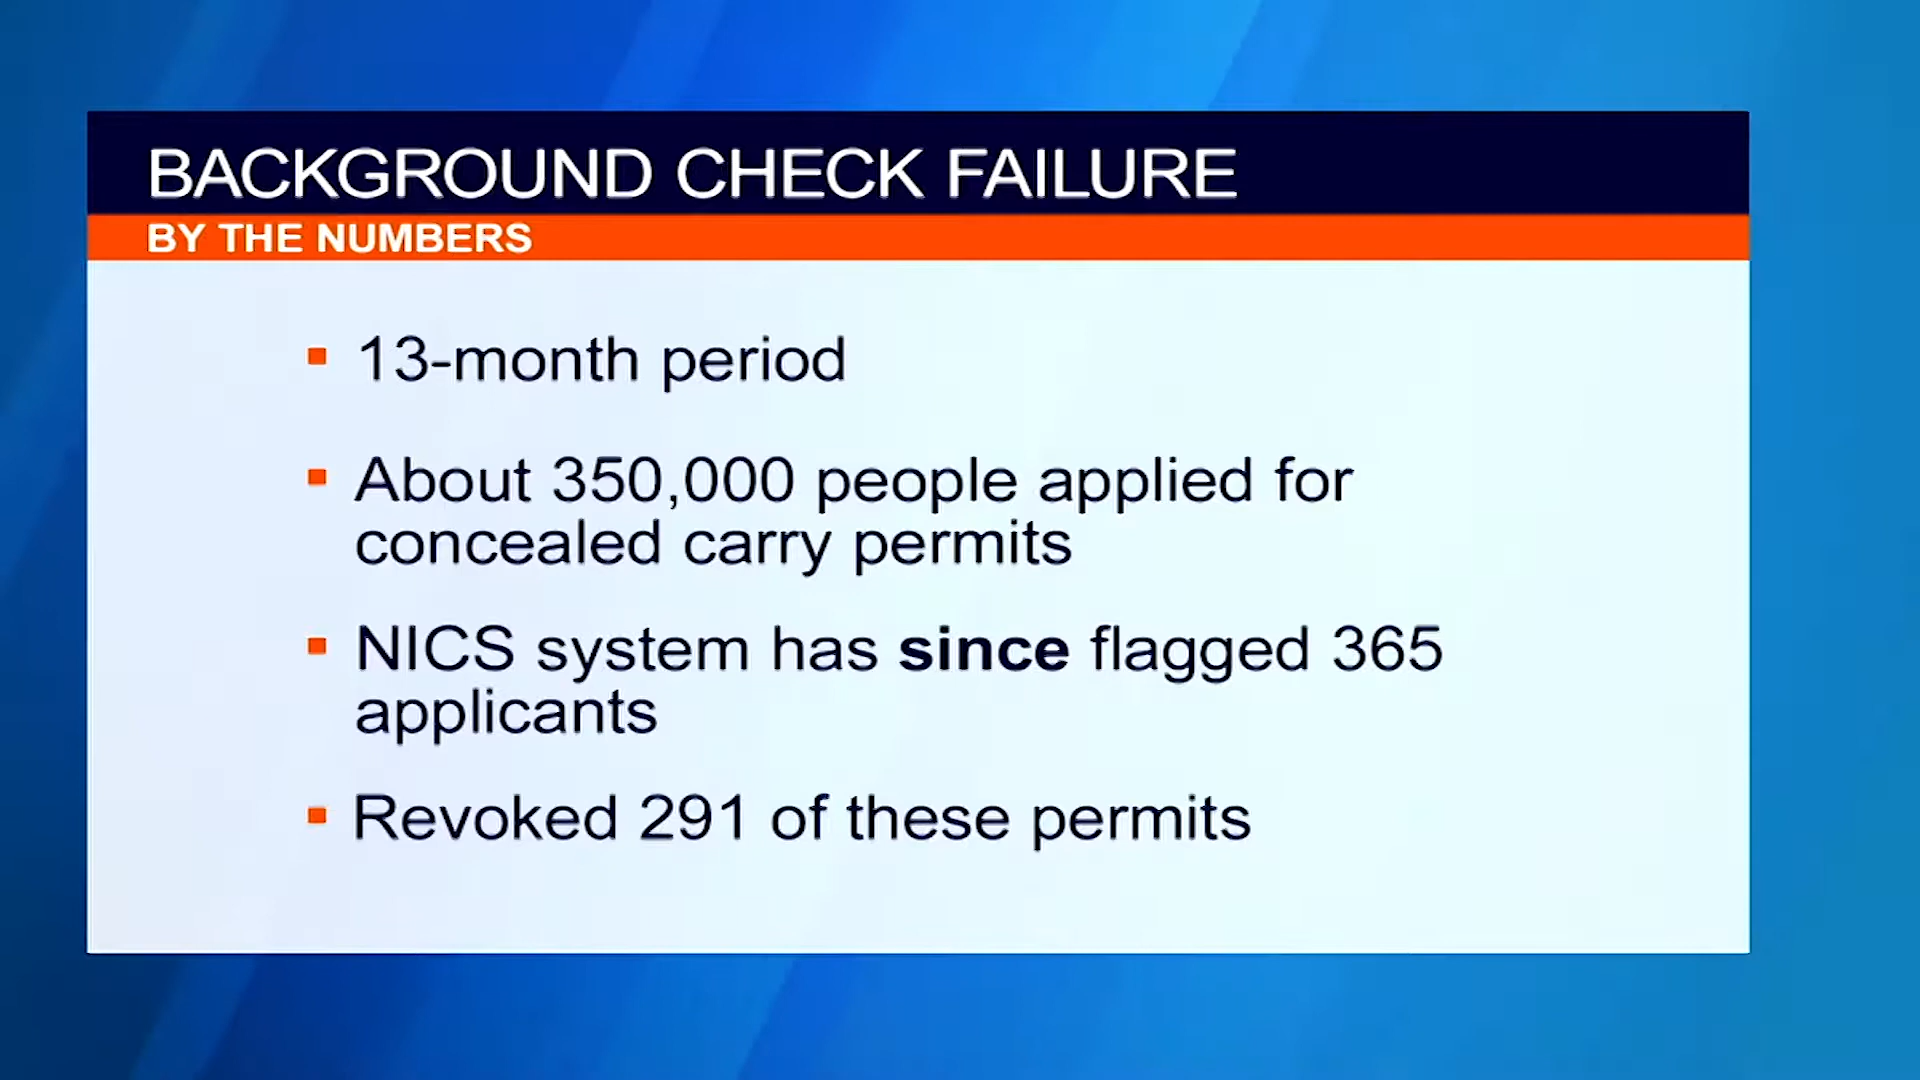 BACKGROUND CHECK FAILURE
BY THE NUMBERS
▪ 13-month period
▪ About 350,000 people applied for
concealed carry permits
▪ NICS system has since flagged 365
applicants
▪ Revoked 291 of these permits